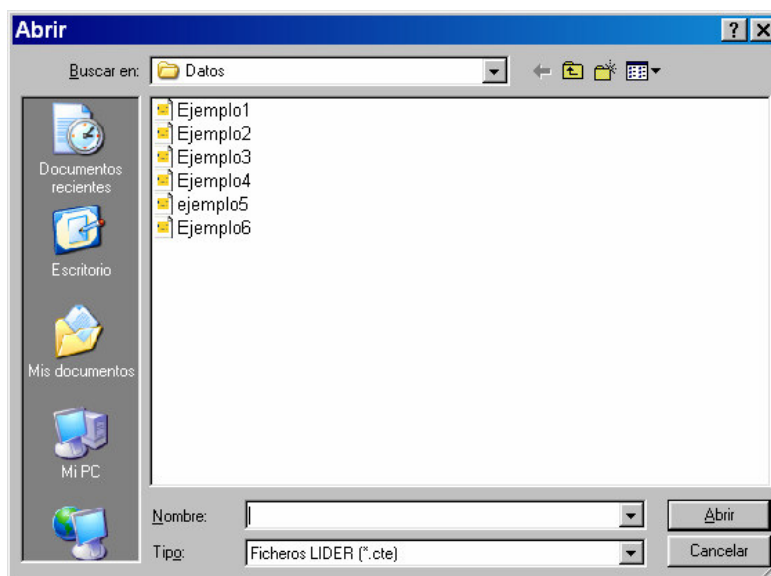 Abrir
Buscar en: Datos
Ejemplo1
Ejemplo2
Ejemplo3
Ejemplo4
ejemplo5
Ejemplo6
Documentos
recientes
Escritorio
Mis documentos
Mi PC
Nombre:
Abrir
Tipo: Ficheros LIDER (*.cte)
Cancelar